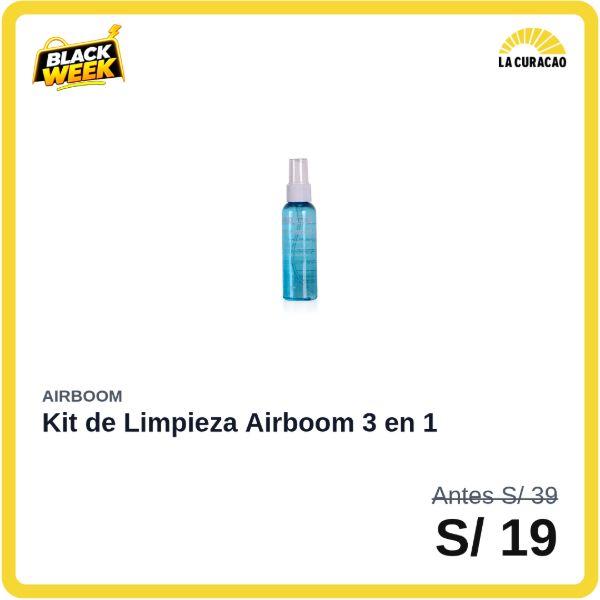 BLACK
WEEK
LA CURACAO
AIRBOOM
Kit de Limpieza Airboom 3 en 1
Antes S/ 39
S/ 19